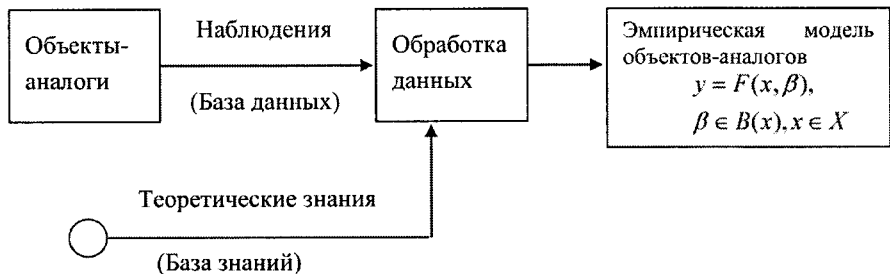 Объекты-
аналоги
Наблюдения
(База данных)
Обработка
данных
Эмпирическая модель
объектов-аналогов
y = F(x, β),
β ∈ B(x), x ∈ X
Теоретические знания
(База знаний)